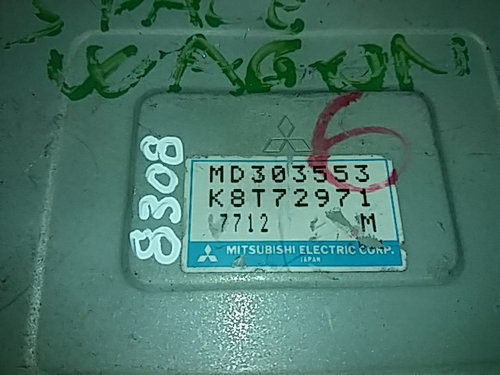 SPACE
WAGON
6
8308
MD303553
K8T72971
7712 M
MITSUBISHI ELECTRIC CORP.
JAPAN